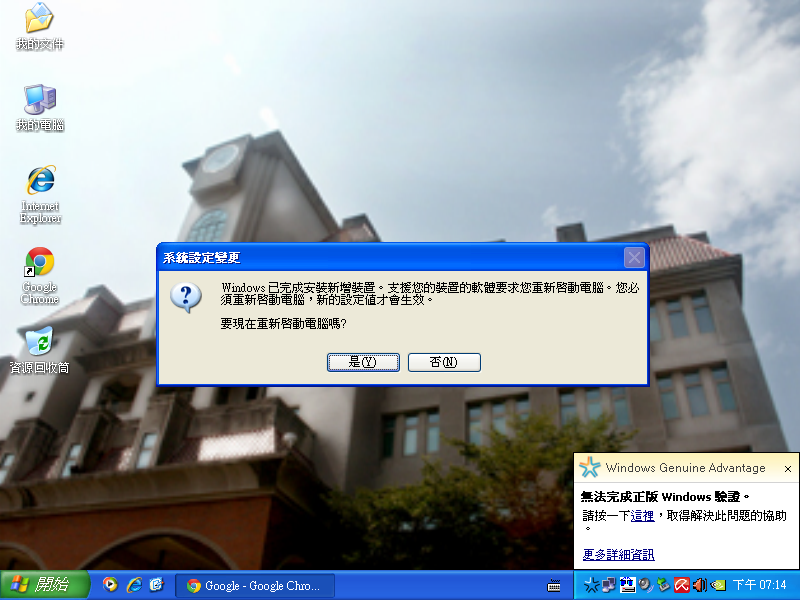 我的文件
我的電腦
Internet
Explorer
Google
Chrome
資源回收筒
系統設定變更
Windows 已完成安裝新增裝置。支援您的裝置的軟體要求您重新啟動電腦。您必
須重新啟動電腦，新的設定值才會生效。
要現在重新啟動電腦嗎?
是(Y)
否(N)
Windows Genuine Advantage
無法完成正版 Windows 驗證。
請按一下這裡，取得解決此問題的協助
。
更多詳細資訊
開始
Google - Google Chro...
下午 07:14